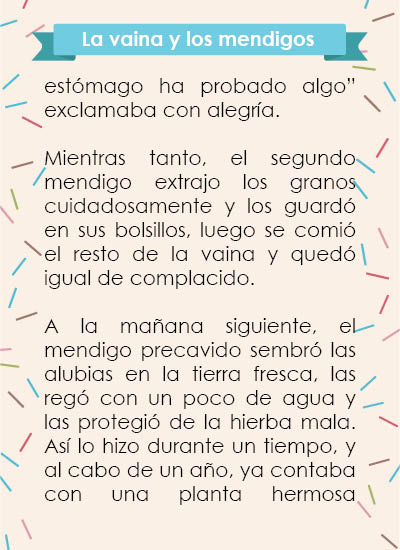 La vaina y los mendigos
estómago ha probado algo”
exclamaba con alegría.
Mientras tanto, el segundo
mendigo extrajo los granos
cuidadosamente y los guardó
en sus bolsillos, luego se comió
el resto de la vaina y quedó
igual de complacido.
A la mañana siguiente, el
mendigo precavido sembró las
alubias en la tierra fresca, las
regó con un poco de agua y
las protegió de la hierba mala.
Así lo hizo durante un tiempo, y
al cabo de un año, ya contaba
con una planta hermosa